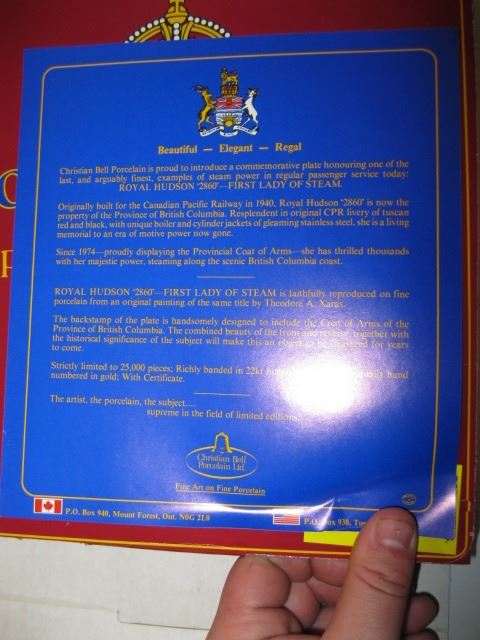 Beautiful — Elegant — Regal
Christian Bell Porcelain is proud to introduce a commemorative plate honouring one of the
last, and arguably finest, examples of steam power in regular passenger service today:
ROYAL HUDSON '2860'—FIRST LADY OF STEAM.
Originally built for the Canadian Pacific Railway in 1940, Royal Hudson '2860' is now the
property of the Province of British Columbia. Resplendent in original CPR livery of tuscan
red and black, with unique boiler and cylinder jackets of gleaming stainless steel, she is a living
memorial to an era of motive power now gone.
Since 1974—proudly displaying the Provincial Coat of Arms—she has thrilled thousands
with her majestic power, steaming along the scenic British Columbia coast.
ROYAL HUDSON '2860'—FIRST LADY OF STEAM is faithfully reproduced on fine
porcelain from an original painting of the same title by Theodore A. Xaras.
The backstamp of the plate is handsomely designed to include the Coat of Arms of the
Province of British Columbia. The combined beauty of the front and reverse, together with
the historical significance of the subject will make this an object to be treasured for years
to come.
Strictly limited to 25,000 pieces; Richly banded in 22kt hand
numbered in gold; With Certificate.
The artist, the porcelain, the subject....
supreme in the field of limited editions.
Christian Bell
Porcelain Ltd.
Fine Art on Fine Porcelain
P.O. Box 940, Mount Forest, Ont. N0G 2L0
P.O. Box 930,